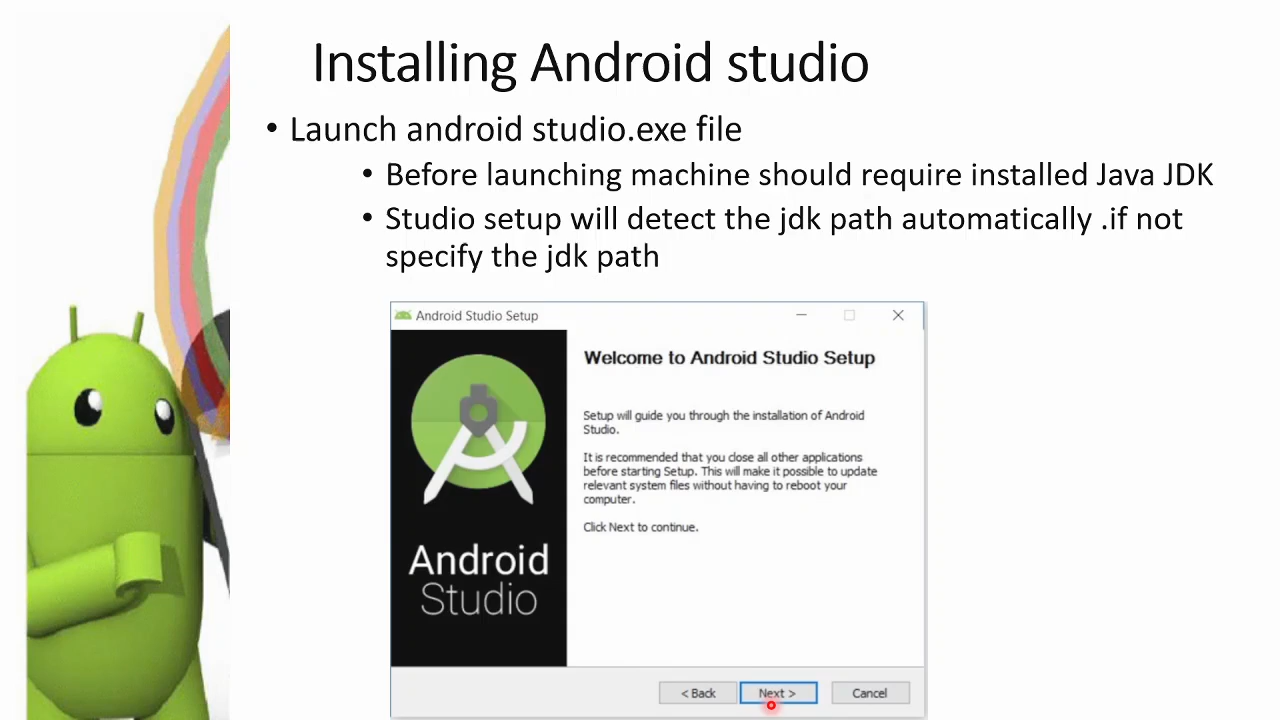 Installing Android studio
• Launch android studio.exe file
• Before launching machine should require installed Java JDK
• Studio setup will detect the jdk path automatically .if not
specify the jdk path
Android Studio Setup
Welcome to Android Studio Setup
Setup will guide you through the installation of Android
Studio.
It is recommended that you close all other applications
before starting Setup. This will make it possible to update
relevant system files without having to reboot your
computer.
Click Next to continue.
Android
Studio
< Back Next > Cancel